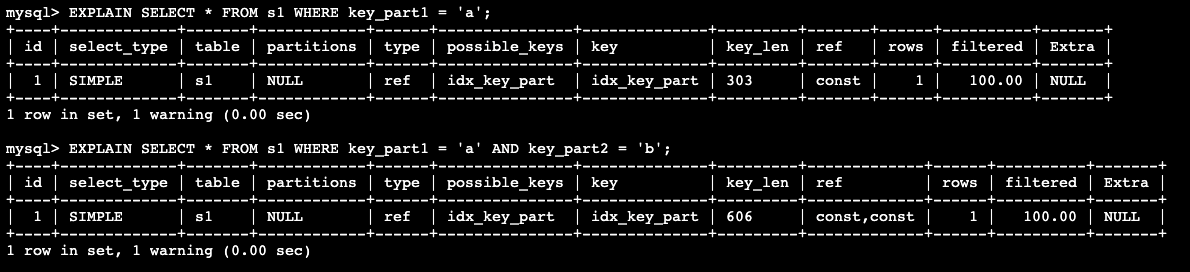 mysql> EXPLAIN SELECT * FROM s1 WHERE key_part1 = 'a';
+----+-------------+-------+------------+------+---------------+--------------+---------+-------+------+----------+-------+
| id | select_type | table | partitions | type | possible_keys | key          | key_len | ref   | rows | filtered | Extra |
+----+-------------+-------+------------+------+---------------+--------------+---------+-------+------+----------+-------+
| 1 | SIMPLE      | s1    | NULL       | ref  | idx_key_part  | idx_key_part | 303     | const |    1 |   100.00 | NULL  |
+----+-------------+-------+------------+------+---------------+--------------+---------+-------+------+----------+-------+
1 row in set, 1 warning (0.00 sec)
mysql> EXPLAIN SELECT * FROM s1 WHERE key_part1 = 'a' AND key_part2 = 'b';
+----+-------------+-------+------------+------+---------------+--------------+---------+-------------+------+----------+-------+
| id | select_type | table | partitions | type | possible_keys | key          | key_len | ref         | rows | filtered | Extra |
+----+-------------+-------+------------+------+---------------+--------------+---------+-------------+------+----------+-------+
| 1 | SIMPLE      | s1    | NULL       | ref  | idx_key_part  | idx_key_part | 606     | const,const |    1 |   100.00 | NULL  |
+----+-------------+-------+------------+------+---------------+--------------+---------+-------------+------+----------+-------+
1 row in set, 1 warning (0.00 sec)